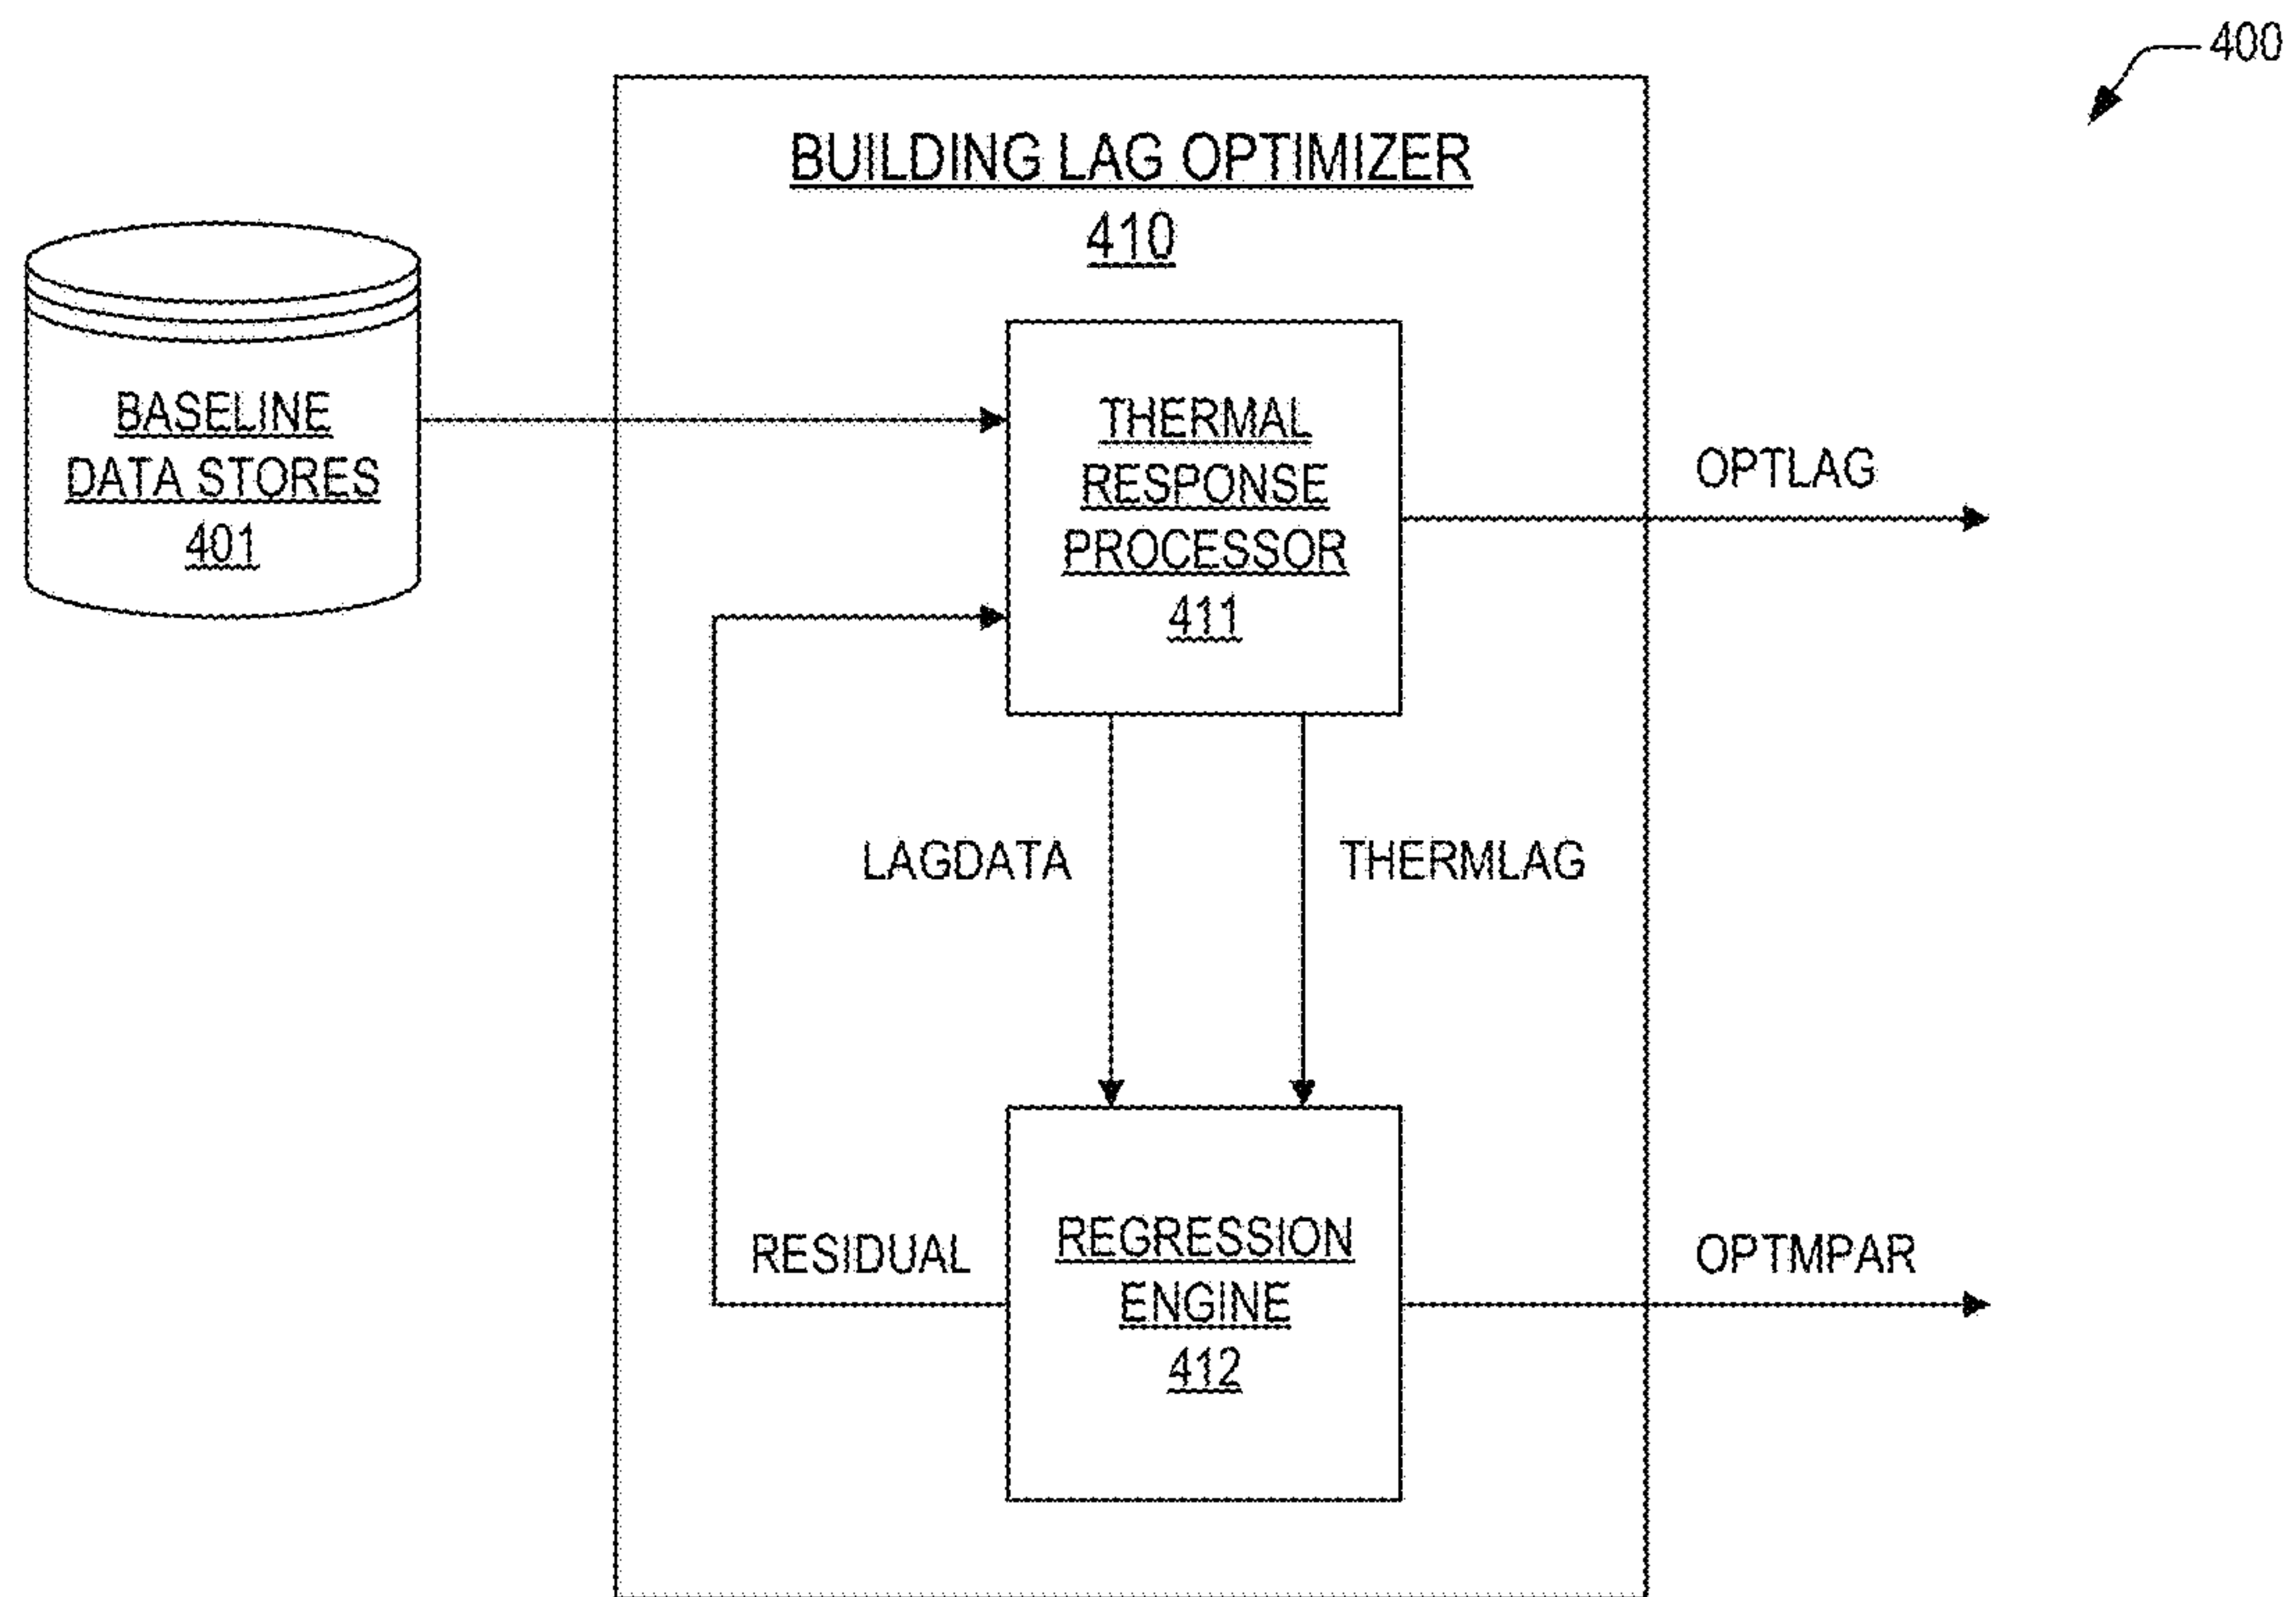 400
BUILDING LAG OPTIMIZER
410
BASELINE
DATA STORES
401
THERMAL
RESPONSE
PROCESSOR
411
OPTLAG
LAGDATA
THERMLAG
RESIDUAL
REGRESSION
ENGINE
412
OPTMPAR